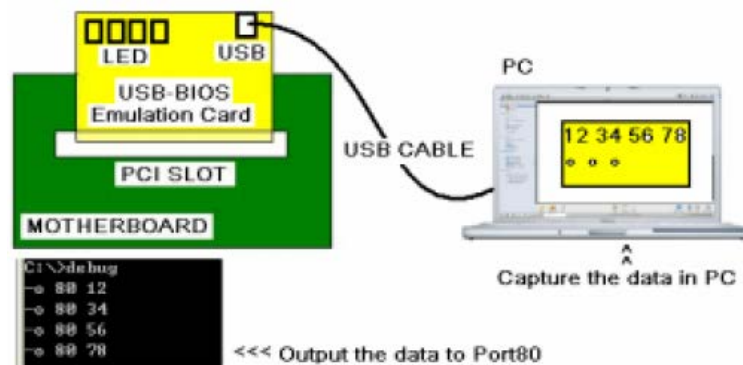 LED
USB
USB-BIOS
Emulation Card
PCI SLOT
MOTHERBOARD
USB CABLE
PC
12 34 56 78
Capture the data in PC
C:\>debug
-o 80 12
-o 80 34
-o 80 56
-o 80 78
<<< Output the data to Port80